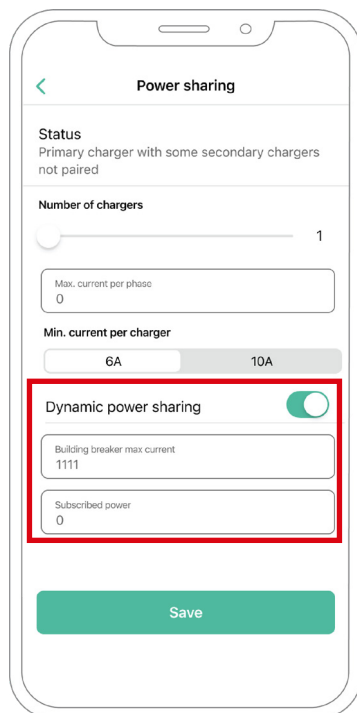 Power sharing
Status
Primary charger with some secondary chargers
not paired
Number of chargers
1
Max. current per phase
0
Min. current per charger
6A 10A
Dynamic power sharing
Building breaker max current
1111
Subscribed power
0
Save